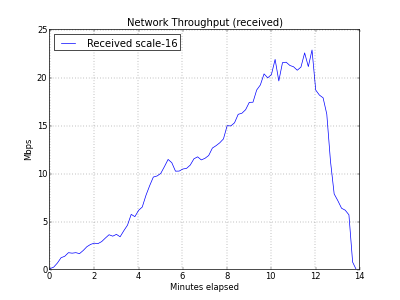 Network Throughput (received)
25
20
15
10
5
0
Mbps
Received scale-16
0 2 4 6 8 10 12 14
Minutes elapsed